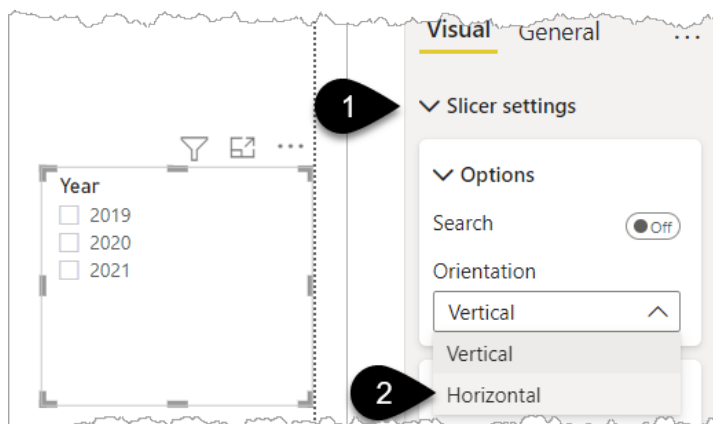 Visual General ...
1
Slicer settings
Year
2019
2020
2021
Options
Search Off
Orientation
Vertical
Vertical
2
Horizontal